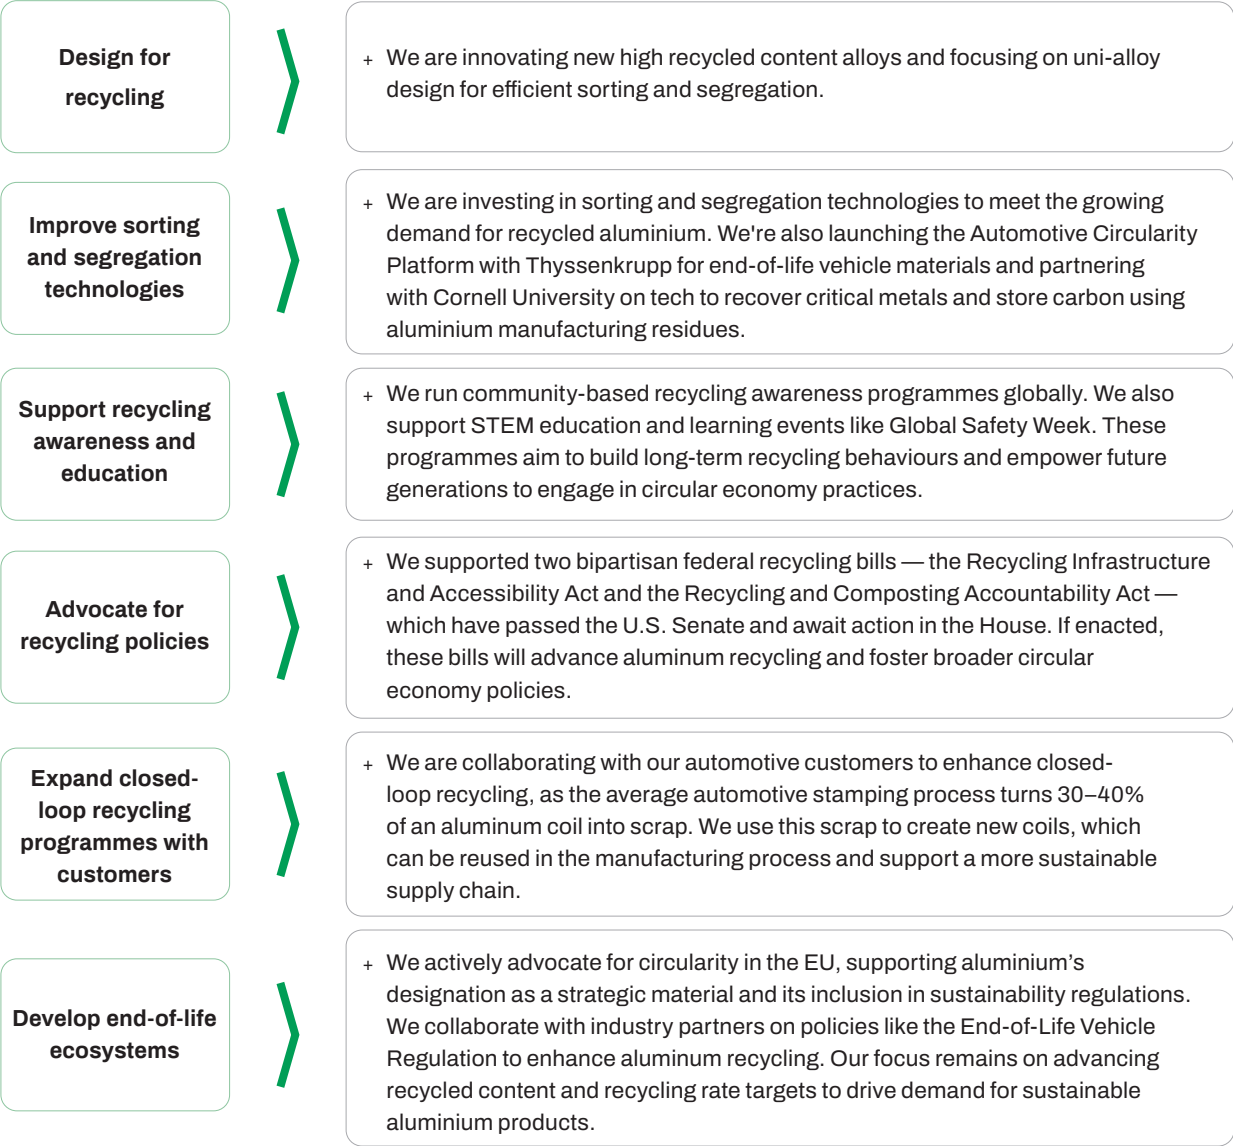 Design for
recycling
+ We are innovating new high recycled content alloys and focusing on uni-alloy
design for efficient sorting and segregation.
Improve sorting
and segregation
technologies
+ We are investing in sorting and segregation technologies to meet the growing
demand for recycled aluminium. We're also launching the Automotive Circularity
Platform with Thyssenkrupp for end-of-life vehicle materials and partnering
with Cornell University on tech to recover critical metals and store carbon using
aluminium manufacturing residues.
Support recycling
awareness and
education
+ We run community-based recycling awareness programmes globally. We also
support STEM education and learning events like Global Safety Week. These
programmes aim to build long-term recycling behaviours and empower future
generations to engage in circular economy practices.
Advocate for
recycling policies
+ We supported two bipartisan federal recycling bills — the Recycling Infrastructure
and Accessibility Act and the Recycling and Composting Accountability Act —
which have passed the U.S. Senate and await action in the House. If enacted,
these bills will advance aluminum recycling and foster broader circular
economy policies.
Expand closed-
loop recycling
programmes with
customers
+ We are collaborating with our automotive customers to enhance closed-
loop recycling, as the average automotive stamping process turns 30–40%
of an aluminum coil into scrap. We use this scrap to create new coils, which
can be reused in the manufacturing process and support a more sustainable
supply chain.
Develop end-of-life
ecosystems
+ We actively advocate for circularity in the EU, supporting aluminium’s
designation as a strategic material and its inclusion in sustainability regulations.
We collaborate with industry partners on policies like the End-of-Life Vehicle
Regulation to enhance aluminum recycling. Our focus remains on advancing
recycled content and recycling rate targets to drive demand for sustainable
aluminium products.